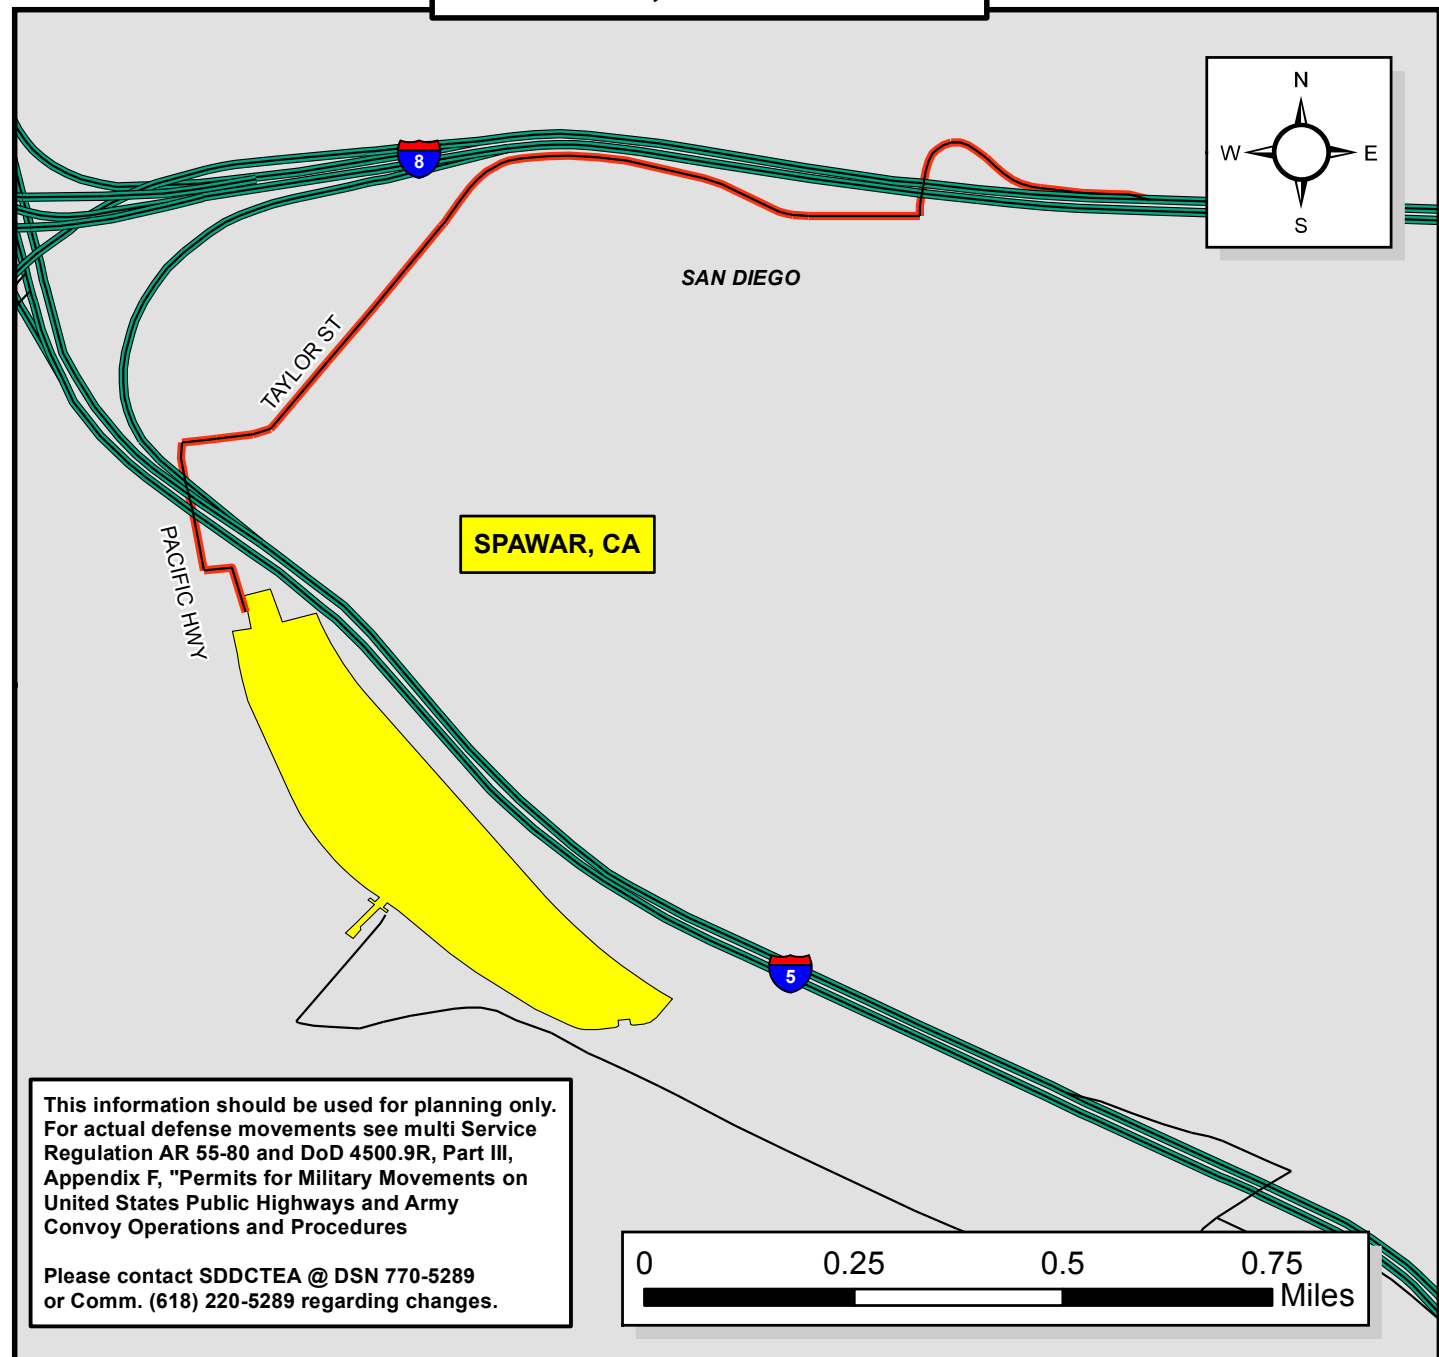 N
W E
S
8
SAN DIEGO
TAYLOR ST
SPAWAR, CA
PACIFIC HWY
5
This information should be used for planning only.
For actual defense movements see multi Service
Regulation AR 55-80 and DoD 4500.9R, Part III,
Appendix F, "Permits for Military Movements on
United States Public Highways and Army
Convoy Operations and Procedures
Please contact SDDCTEA @ DSN 770-5289
or Comm. (618) 220-5289 regarding changes.
0 0.25 0.5 0.75
Miles